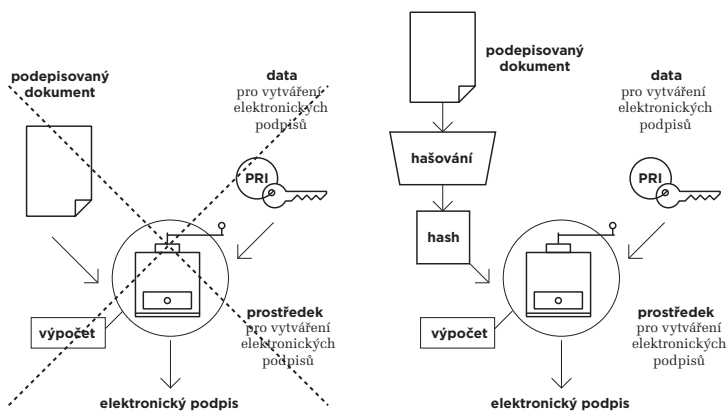 podepisovaný
dokument
data
pro vytváření
elektronických
podpisů
PRI
výpočet
prostředek
pro vytváření
elektronických
podpisů
elektronický podpis
podepisovaný
dokument
data
pro vytváření
elektronických
podpisů
hašování
PRI
hash
výpočet
prostředek
pro vytváření
elektronických
podpisů
elektronický podpis